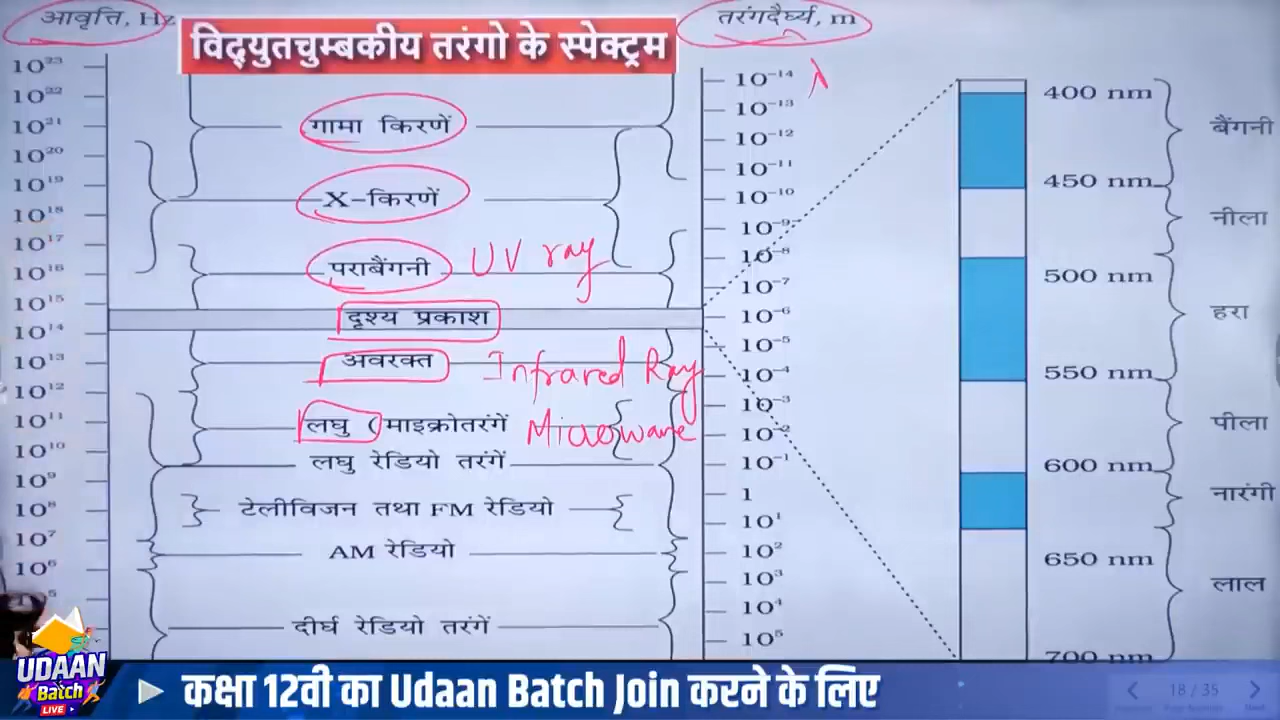 आवृत्ति, Hz
विद्युतचुम्बकीय तरंगो के स्पेक्ट्रम
तरंगदैर्घ्य, m
10²³
10²²
10²¹
10²⁰
10¹⁹
10¹⁸
10¹⁷
10¹⁶
10¹⁵
10¹⁴
10¹³
10¹²
10¹¹
10¹⁰
10⁹
10⁸
10⁷
10⁶
गामा किरणें
X-किरणें
पराबैंगनी UV ray
दृश्य प्रकाश
अवरक्त Infrared Ray
लघु (माइक्रोतरंगें Microwave
लघु रेडियो तरंगें
टेलीविजन तथा FM रेडियो
AM रेडियो
दीर्घ रेडियो तरंगें
10⁻¹⁴ λ
10⁻¹³
10⁻¹²
10⁻¹¹
10⁻¹⁰
10⁻⁹
10⁻⁸
10⁻⁷
10⁻⁶
10⁻⁵
10⁻⁴
10⁻³
10⁻²
10⁻¹
1
10¹
10²
10³
10⁴
10⁵
400 nm
बैंगनी
450 nm
नीला
500 nm
हरा
550 nm
पीला
600 nm
नारंगी
650 nm
लाल
700 nm
UDAAN
Batch
LIVE
कक्षा 12वी का Udaan Batch Join करने के लिए
18 / 35